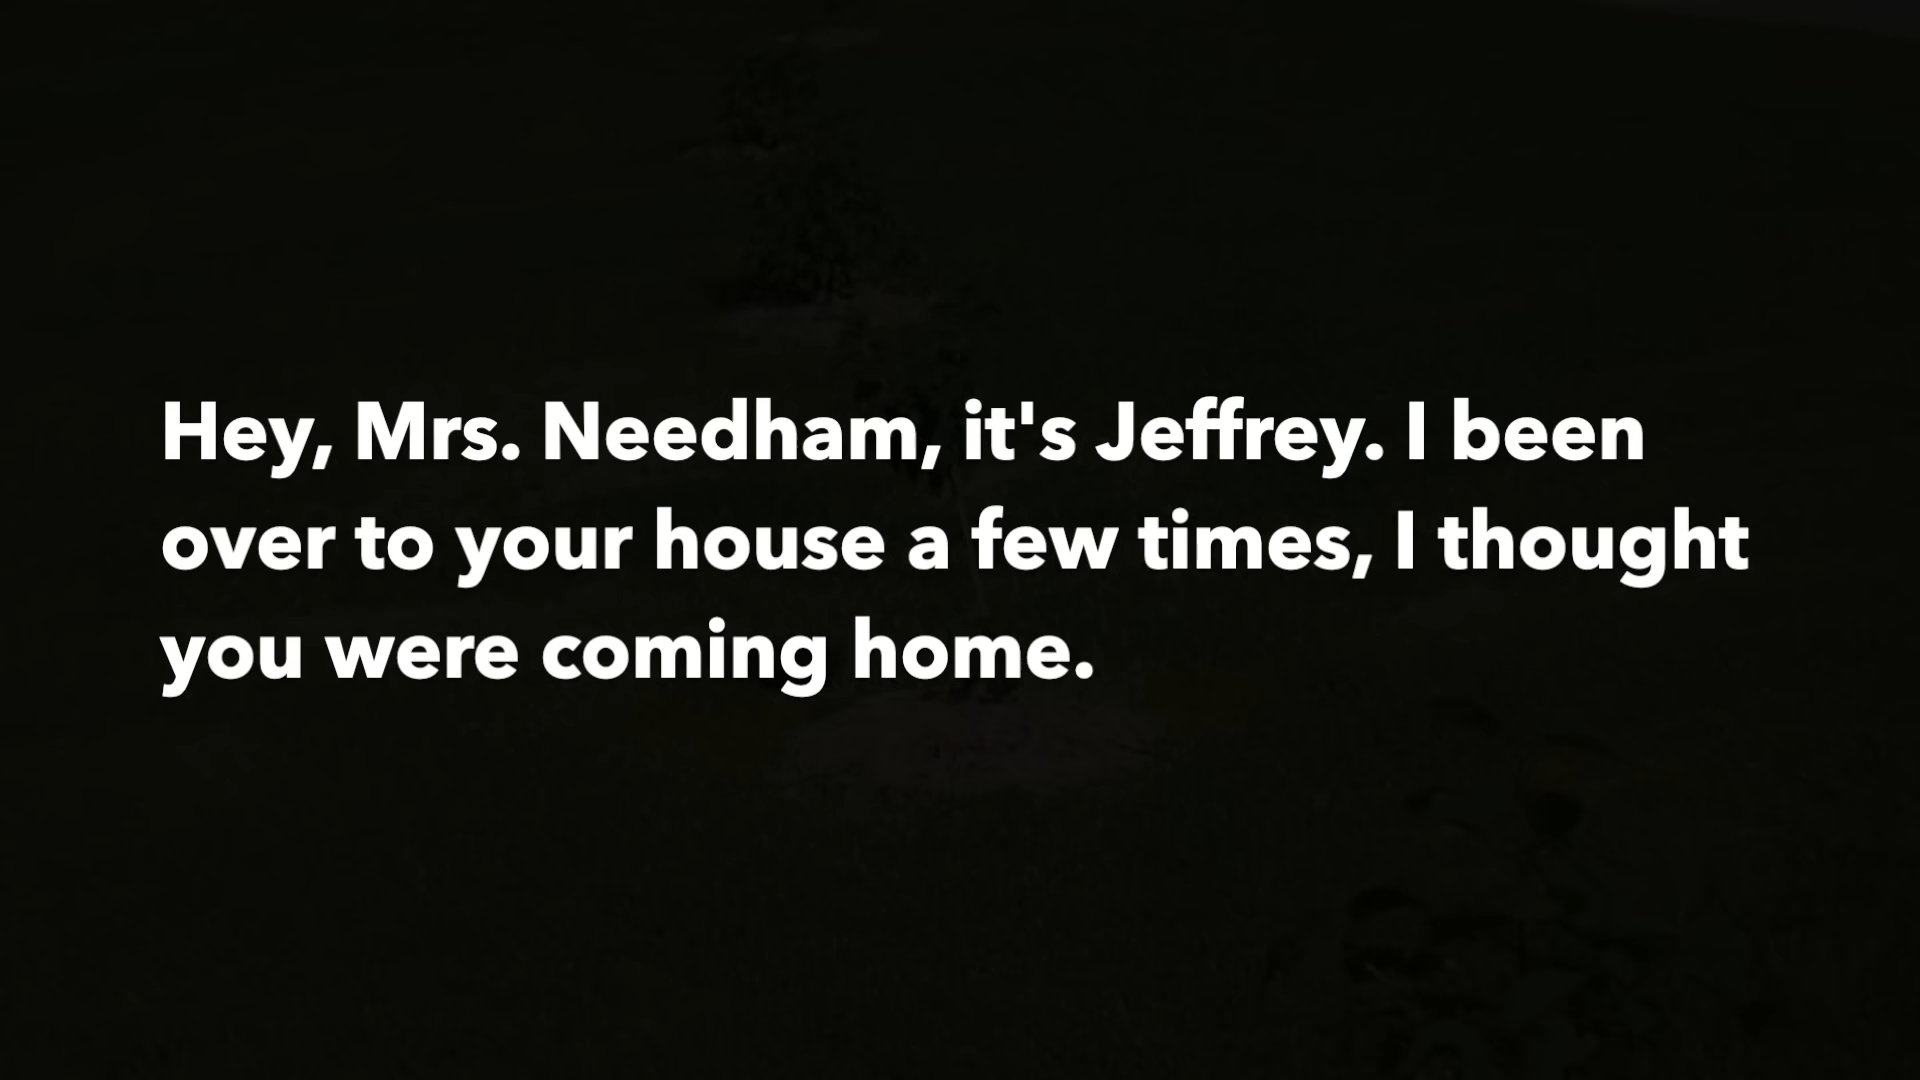 Hey, Mrs. Needham, it's Jeffrey. I been
over to your house a few times, I thought
you were coming home.